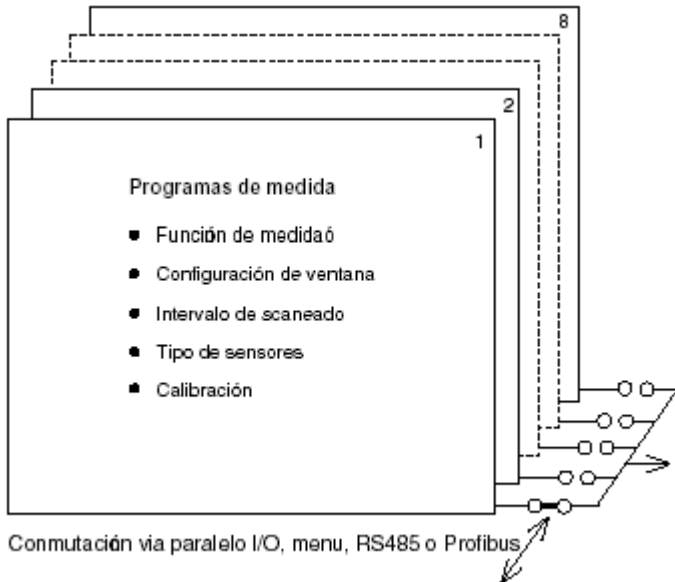 8
2
1
Programas de medida
● Función de medidaó
● Configuración de ventana
● Intervalo de scaneado
● Tipo de sensores
● Calibración
Conmutación via paralelo I/O, menu, RS485 o Profibus